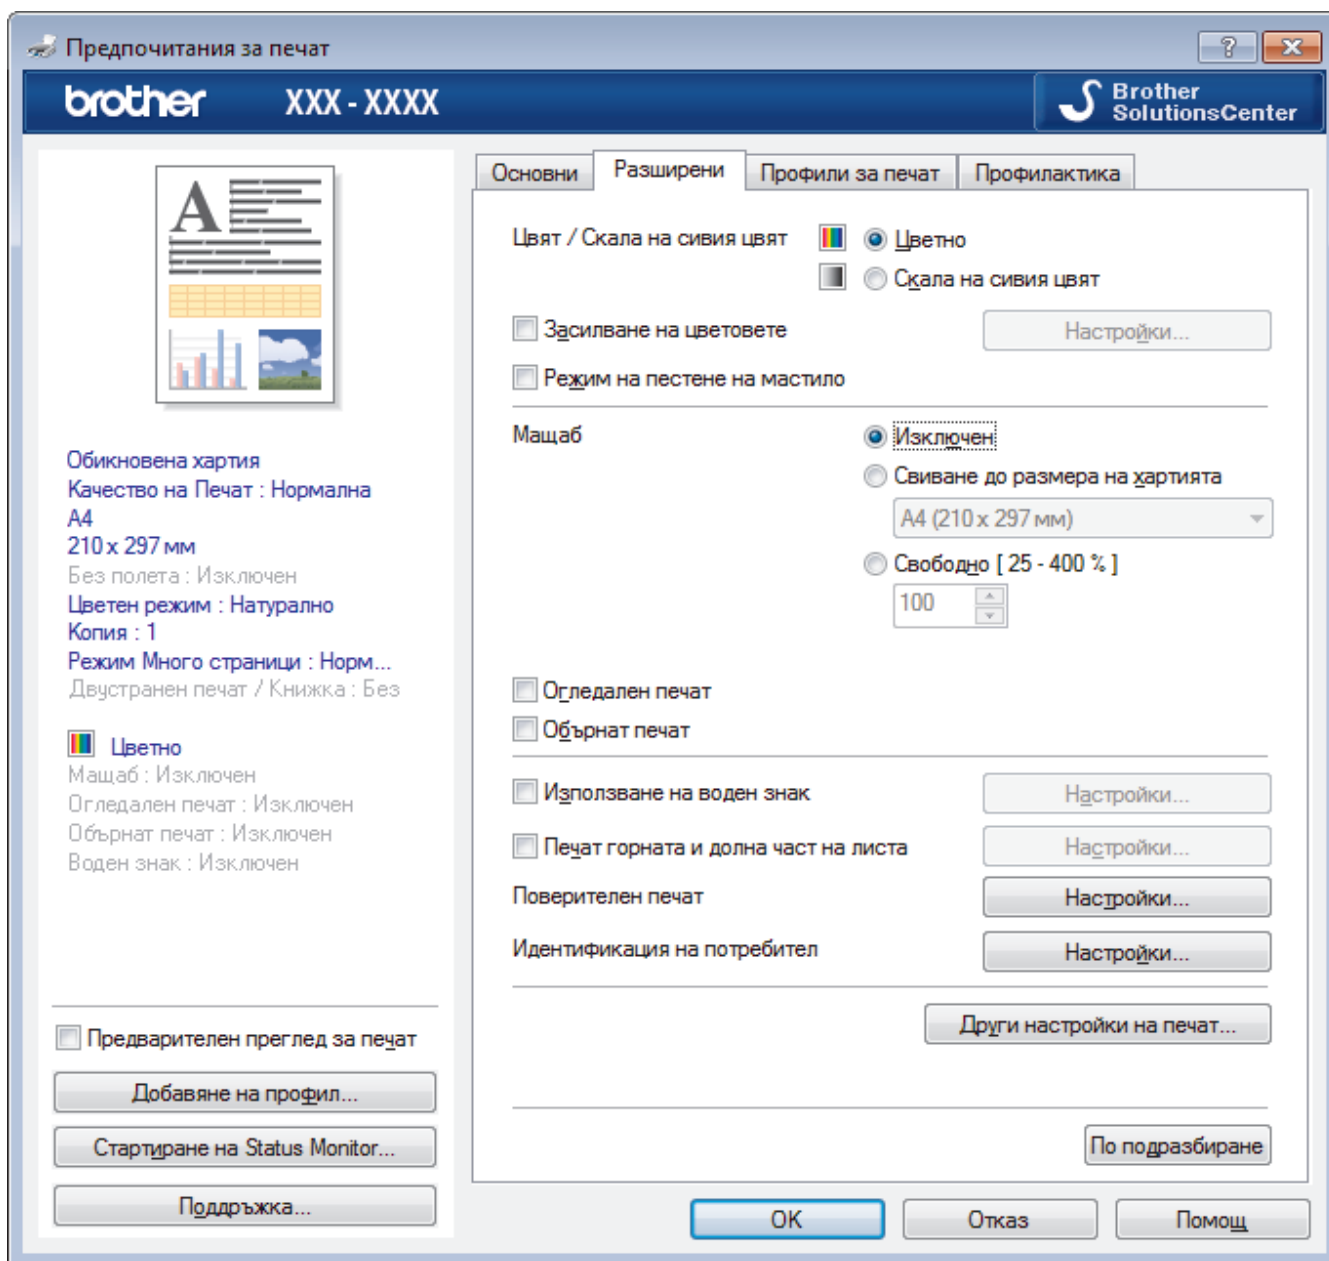 Предпочитания за печат
brother XXX - XXXX
Brother
SolutionsCenter
A
Обикновена хартия
Качество на Печат : Нормална
A4
210 x 297 мм
Без полета : Изключен
Цветен режим : Натурално
Копия : 1
Режим Много страници : Норм...
Двустранен печат / Книжка : Без
Цветно
Мащаб : Изключен
Огледален печат : Изключен
Обърнат печат : Изключен
Воден знак : Изключен
Предварителен преглед за печат
Добавяне на профил...
Стартиране на Status Monitor...
Поддръжка...
Основни Разширени Профили за печат Профилактика
Цвят / Скала на сивия цвят Цветно
Скала на сивия цвят
Засилване на цветовете Настройки...
Режим на пестене на мастило
Мащаб Изключен
Свиване до размера на хартията
A4 (210 x 297 мм)
Свободно [ 25 - 400 % ]
100
Огледален печат
Обърнат печат
Използване на воден знак Настройки...
Печат горната и долна част на листа Настройки...
Поверителен печат Настройки...
Идентификация на потребител Настройки...
Други настройки на печат...
По подразбиране
OK Отказ Помощ